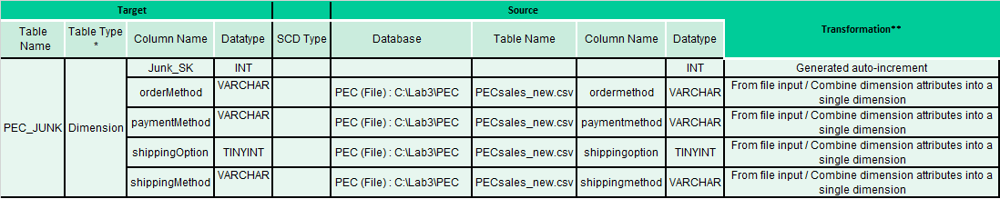 Target Source Transformation**
Table Name Table Type * Column Name Datatype SCD Type Database Table Name Column Name Datatype
Junk_SK INT INT Generated auto-increment
PEC_JUNK Dimension
orderMethod VARCHAR PEC (File) : C:\Lab3\PEC PECsales_new.csv ordermethod VARCHAR From file input / Combine dimension attributes into a single dimension
paymentMethod VARCHAR PEC (File) : C:\Lab3\PEC PECsales_new.csv paymentmethod VARCHAR From file input / Combine dimension attributes into a single dimension
shippingOption TINYINT PEC (File) : C:\Lab3\PEC PECsales_new.csv shippingoption TINYINT From file input / Combine dimension attributes into a single dimension
shippingMethod VARCHAR PEC (File) : C:\Lab3\PEC PECsales_new.csv shippingmethod VARCHAR From file input / Combine dimension attributes into a single dimension